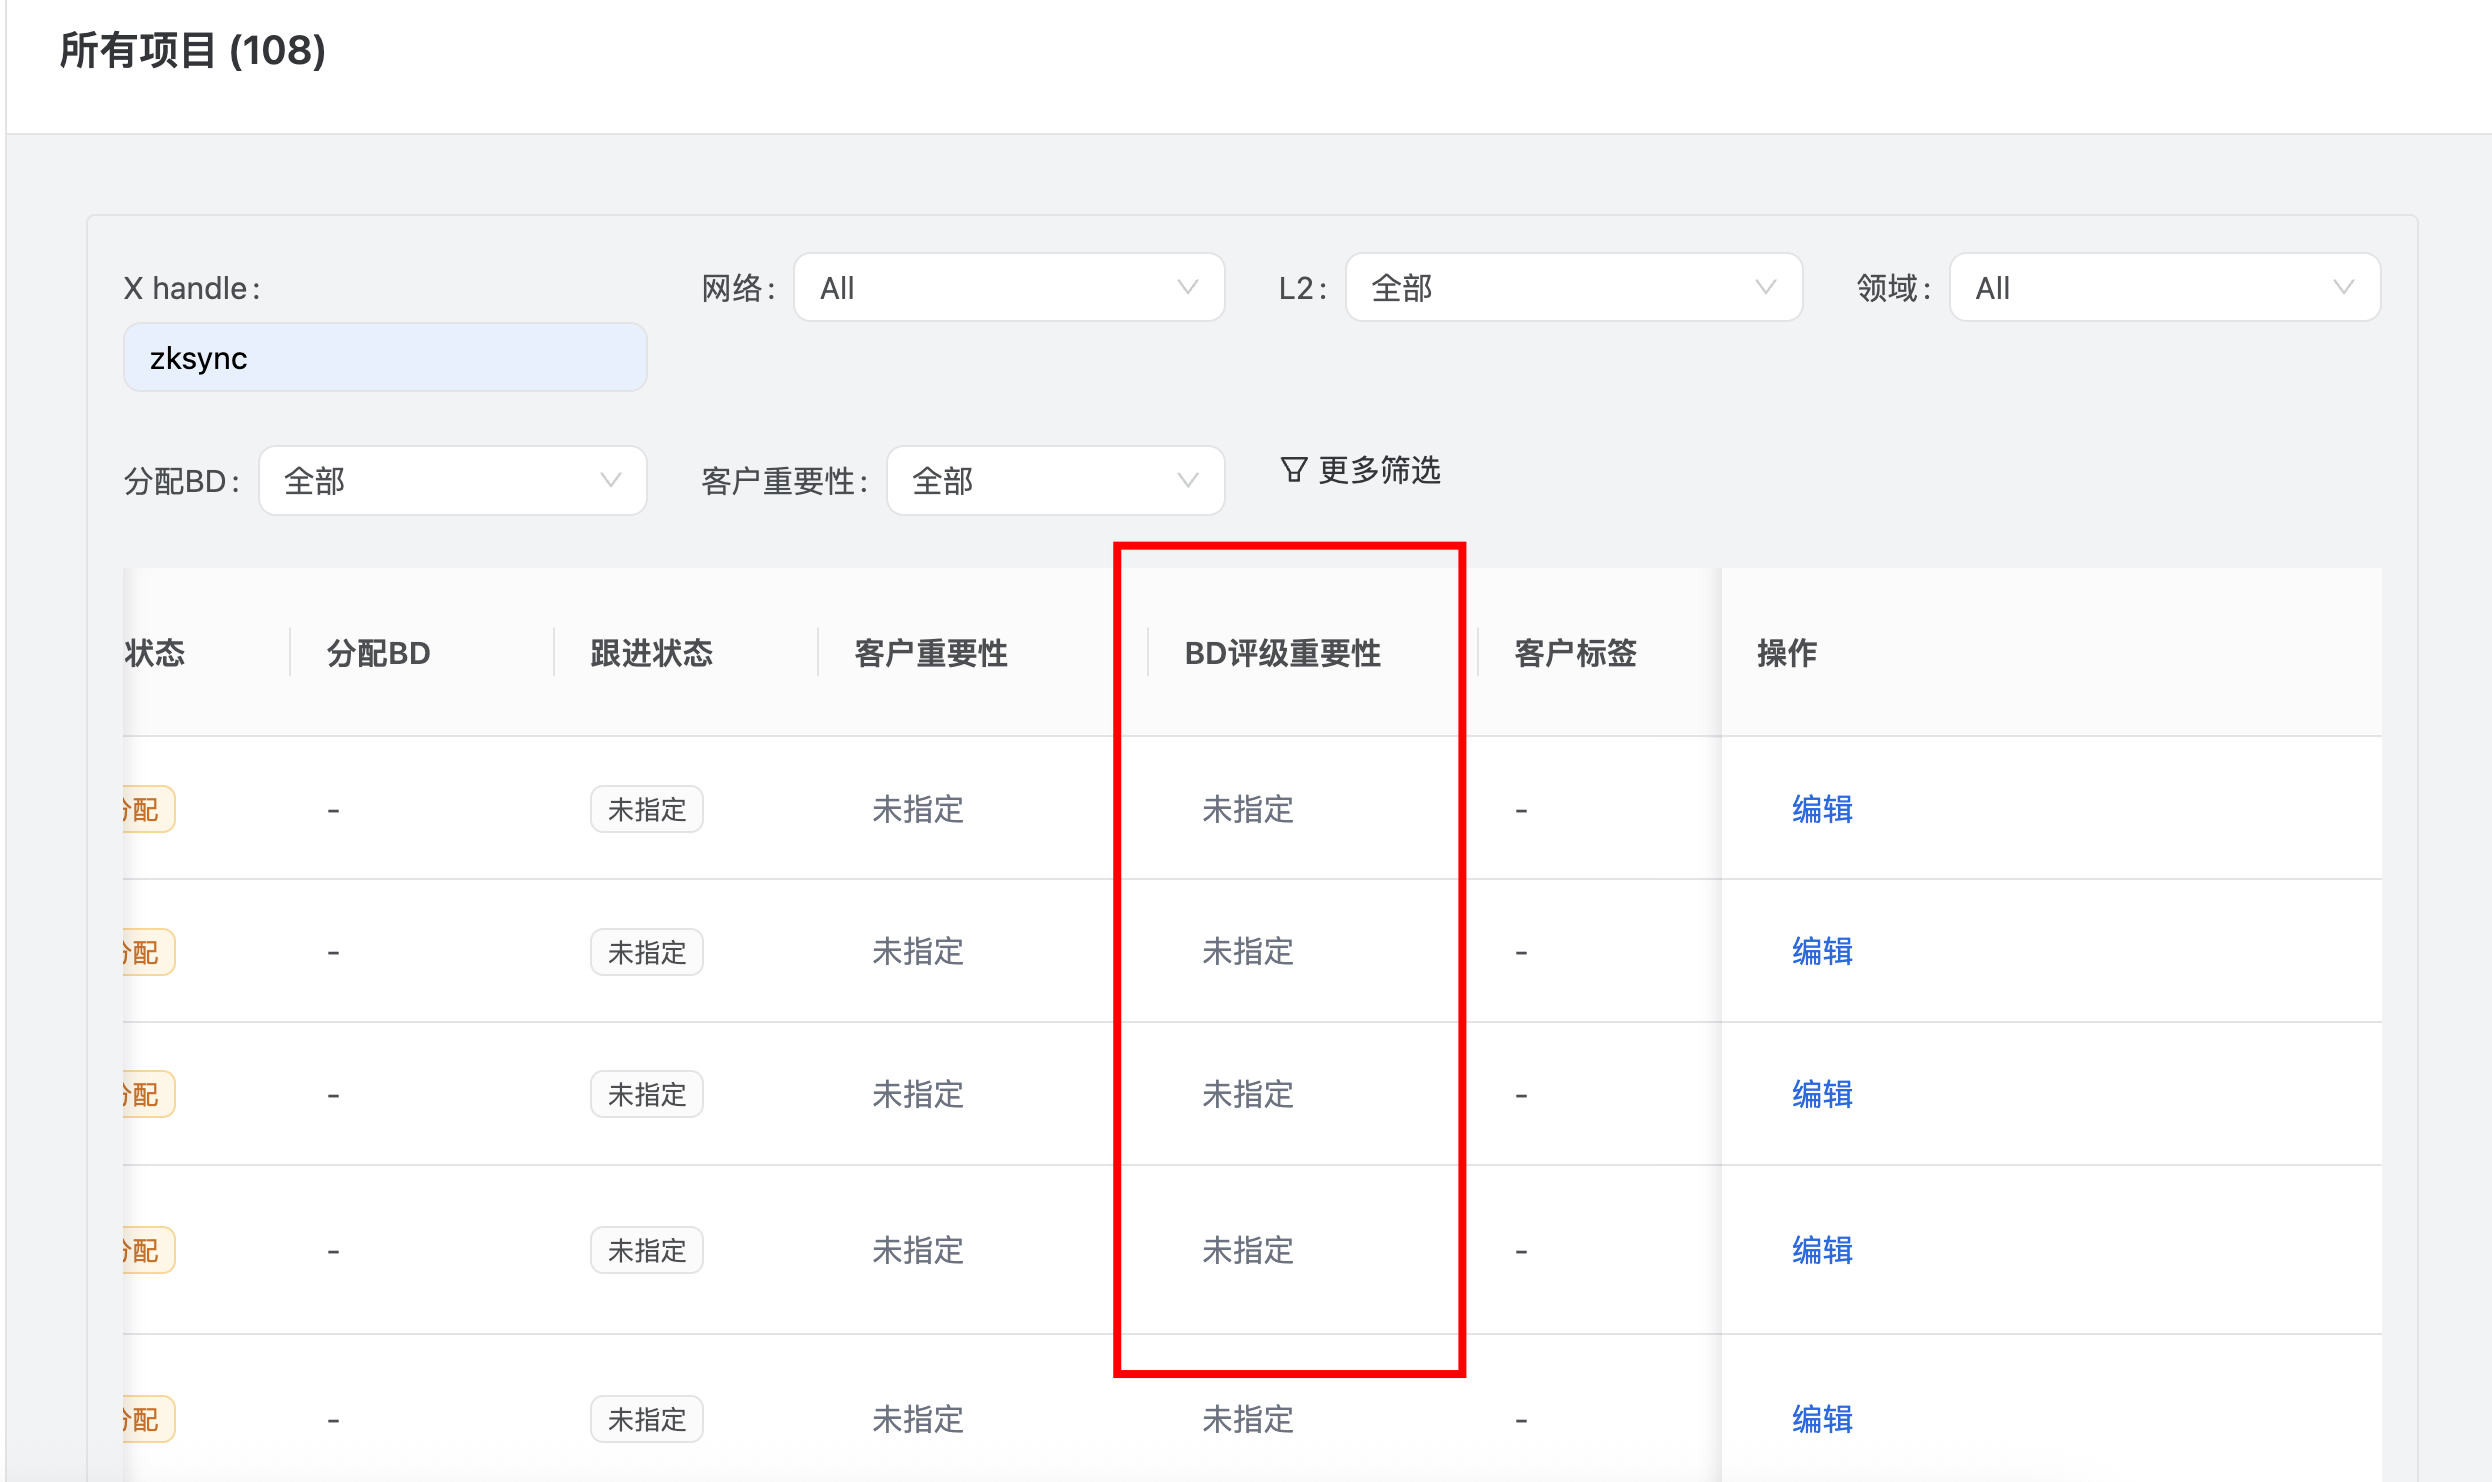 所有项目 (108)
X handle: 网络: All L2: 全部 领域: All
zksync
分配BD: 全部 客户重要性: 全部 更多筛选
状态 分配BD 跟进状态 客户重要性 BD评级重要性 客户标签 操作
分配 - 未指定 未指定 未指定 - 编辑
分配 - 未指定 未指定 未指定 - 编辑
分配 - 未指定 未指定 未指定 - 编辑
分配 - 未指定 未指定 未指定 - 编辑
分配 - 未指定 未指定 未指定 - 编辑